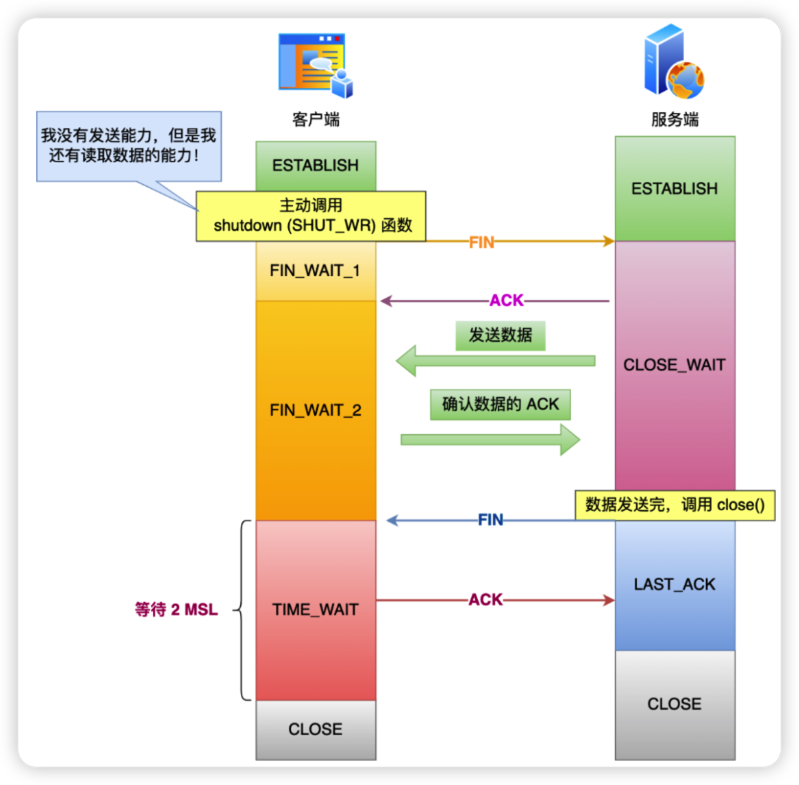 客户端
服务端
我没有发送能力，但是我
还有读取数据的能力！
ESTABLISH
ESTABLISH
主动调用
shutdown (SHUT_WR) 函数
FIN
FIN_WAIT_1
ACK
发送数据
CLOSE_WAIT
确认数据的 ACK
FIN_WAIT_2
数据发送完，调用 close()
FIN
LAST_ACK
等待 2 MSL
TIME_WAIT
ACK
CLOSE
CLOSE